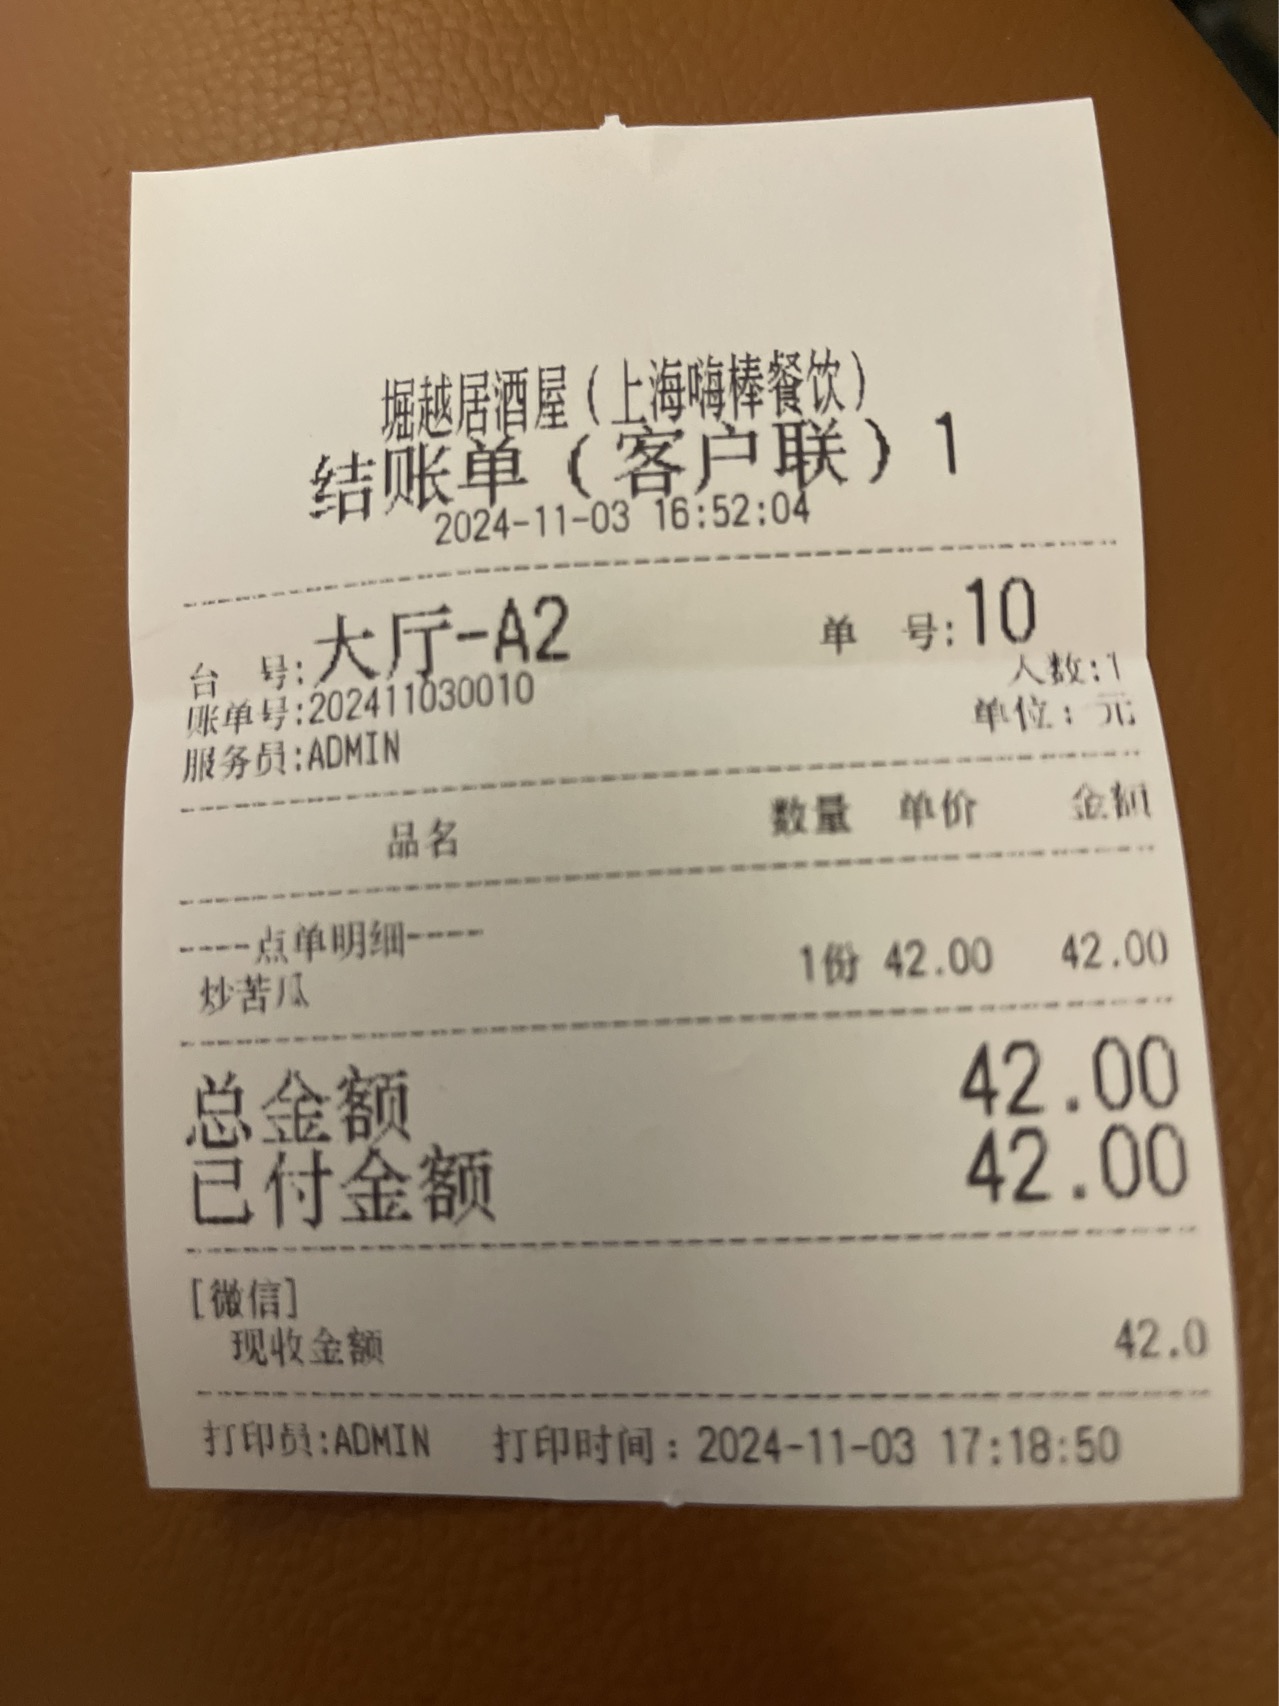 堀越居酒屋(上海嗨棒餐饮)
结账单(客户联)1
2024-11-03 16:52:04
台 号:大厅-A2 单 号:10
账单号:202411030010 人数:1
服务员:ADMIN 单位:元
品名 数量 单价 金额
----点单明细----
炒苦瓜 1份 42.00 42.00
总金额 42.00
已付金额 42.00
[微信]
现收金额 42.0
打印员:ADMIN 打印时间:2024-11-03 17:18:50